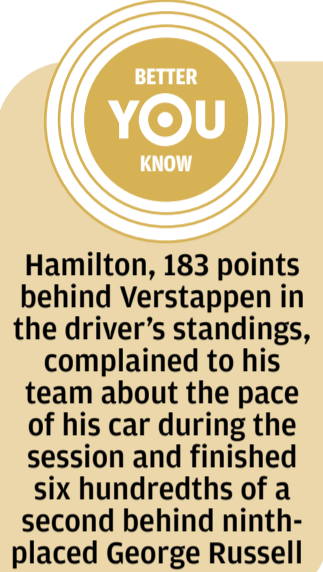 BETTER
YOU
KNOW
Hamilton, 183 points
behind Verstappen in
the driver's standings,
complained to his
team about the pace
of his car during the
session and finished
six hundredths of a
second behind ninth-
placed George Russell